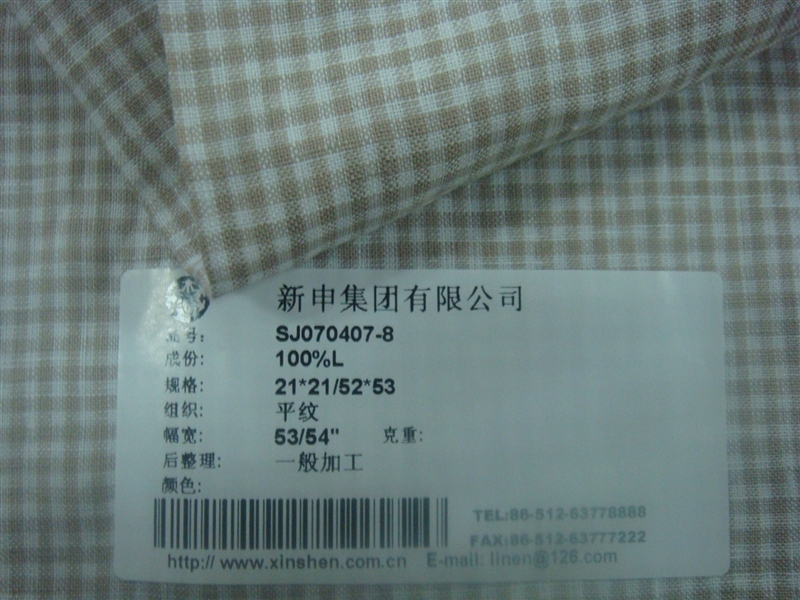 新申集团有限公司
品号: SJ070407-8
成份: 100%L
规格: 21*21/52*53
组织: 平纹
幅宽: 53/54" 克重:
后整理: 一般加工
颜色:
TEL:86-512-63778888
FAX:86-512-63777222
http:// www.xinshen.com.cn E-mail: linen@126.com